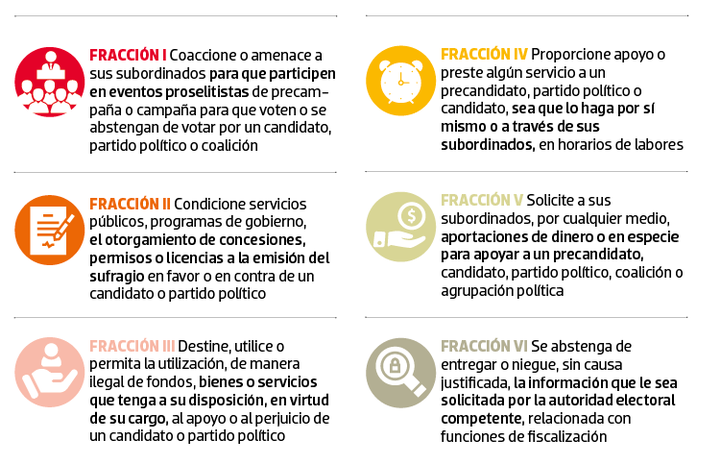 FRACCIÓN I Coaccione o amenace a
sus subordinados para que participen
en eventos proselitistas de precam-
paña o campaña para que voten o se
abstengan de votar por un candidato,
partido político o coalición
FRACCIÓN II Condicione servicios
públicos, programas de gobierno,
el otorgamiento de concesiones,
permisos o licencias a la emisión del
sufragio en favor o en contra de un
candidato o partido político
FRACCIÓN III Destine, utilice o
permita la utilización, de manera
ilegal de fondos, bienes o servicios
que tenga a su disposición, en virtud
de su cargo, al apoyo o al perjuicio de
un candidato o partido político
FRACCIÓN IV Proporcione apoyo o
preste algún servicio a un
precandidato, partido político o
candidato, sea que lo haga por sí
mismo o a través de sus
subordinados, en horarios de labores
FRACCIÓN V Solicite a sus
subordinados, por cualquier medio,
aportaciones de dinero o en especie
para apoyar a un precandidato,
candidato, partido político, coalición o
agrupación política
FRACCIÓN VI Se abstenga de
entregar o niegue, sin causa
justificada, la información que le sea
solicitada por la autoridad electoral
competente, relacionada con
funciones de fiscalización